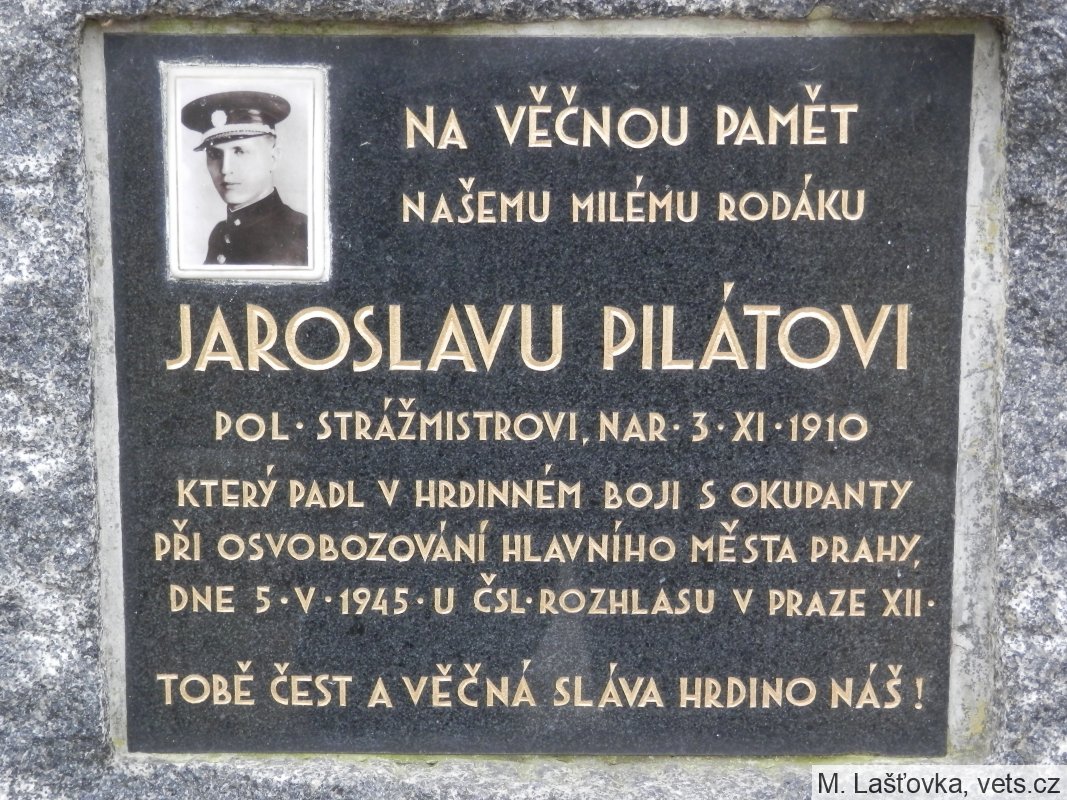 NA VĚČNOU PAMĚT
NAŠEMU MILÉMU RODÁKU
JAROSLAVU PILÁTOVI
POL· STRÁŽMISTROVI, NAR· 3· XI· 1910
KTERÝ PADL V HRDINNÉM BOJI S OKUPANTY
PŘI OSVOBOZOVÁNÍ HLAVNÍHO MĚSTA PRAHY,
DNE 5·V·1945·U ČSL·ROZHLASU V PRAZE XII·
TOBĚ ČEST A VĚČNÁ SLÁVA HRDINO NÁŠ!
M. Lašťovka, vets.cz